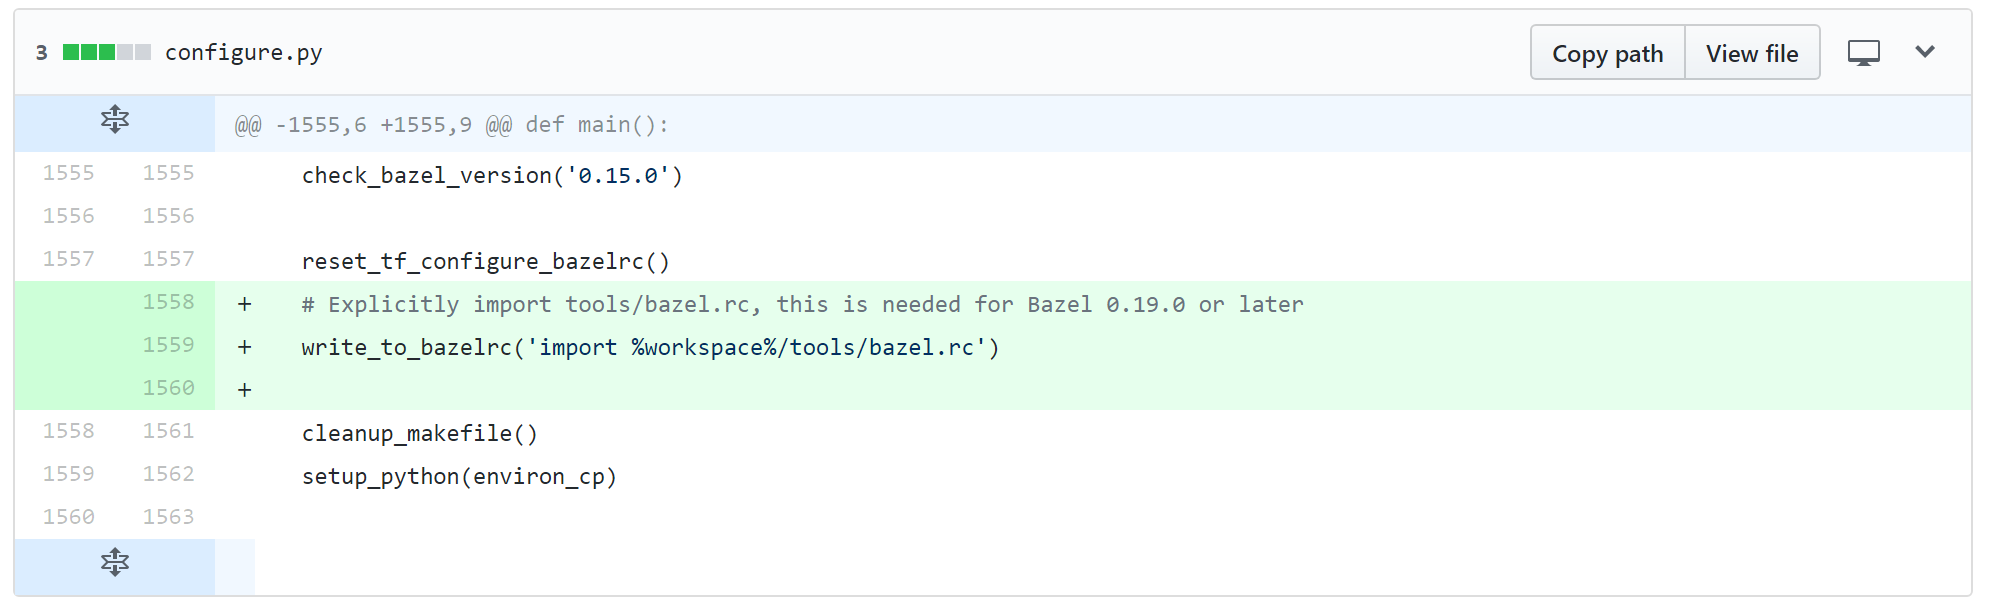 3 configure.py Copy path View file
@@ -1555,6 +1555,9 @@ def main():
1555 1555 check_bazel_version('0.15.0')
1556 1556
1557 1557 reset_tf_configure_bazelrc()
1558 + # Explicitly import tools/bazel.rc, this is needed for Bazel 0.19.0 or later
1559 + write_to_bazelrc('import %workspace%/tools/bazel.rc')
1560 +
1558 1561 cleanup_makefile()
1559 1562 setup_python(environ_cp)
1560 1563